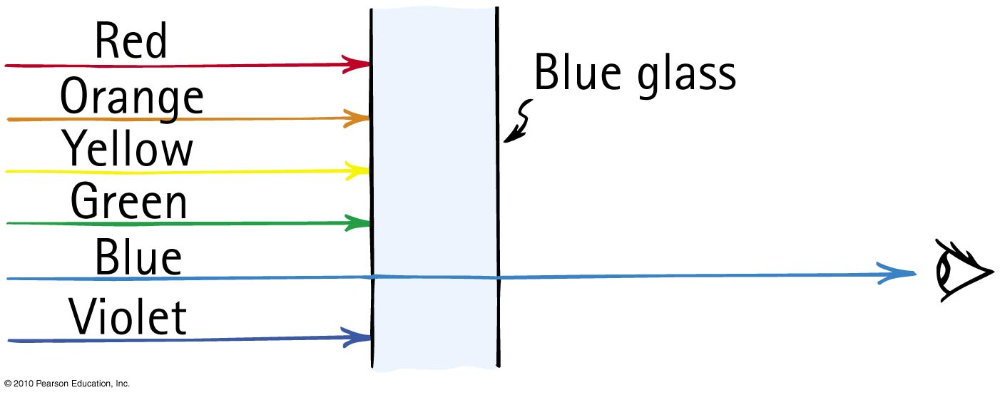 Red
Orange
Yellow
Green
Blue
Violet
Blue glass
© 2010 Pearson Education, Inc.